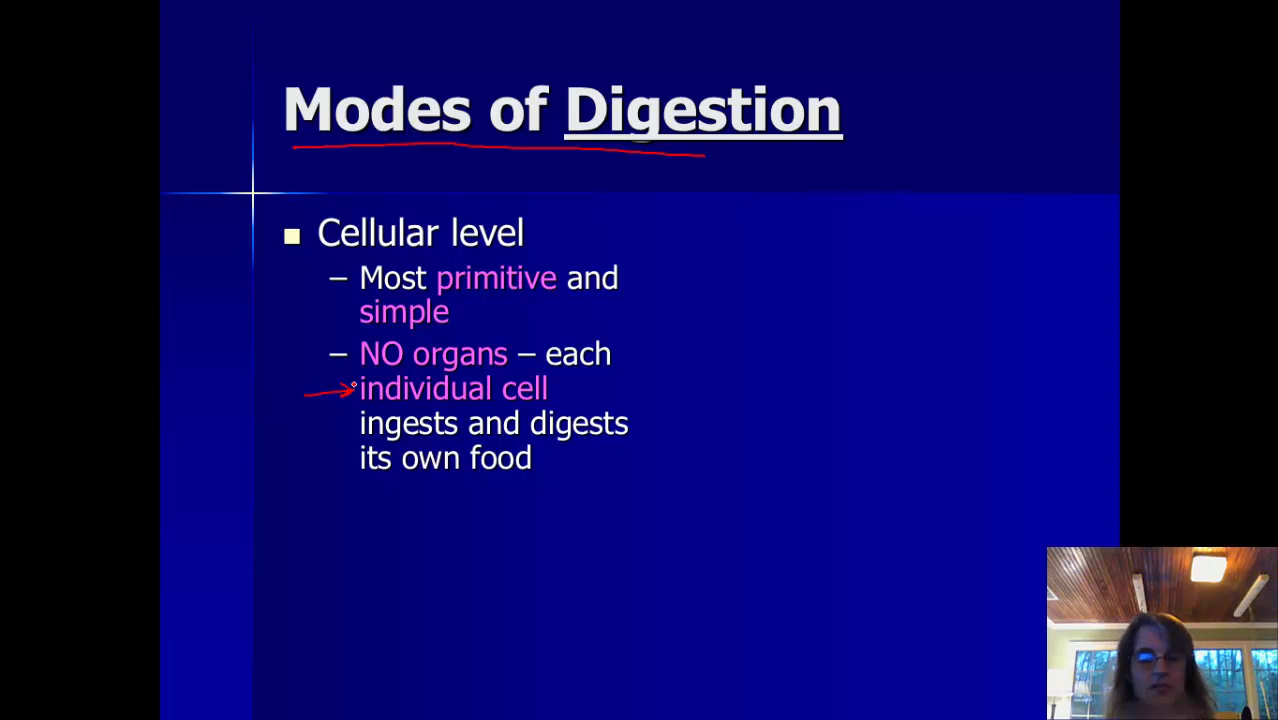 Modes of Digestion
Cellular level
– Most primitive and
simple
– NO organs – each
individual cell
ingests and digests
its own food